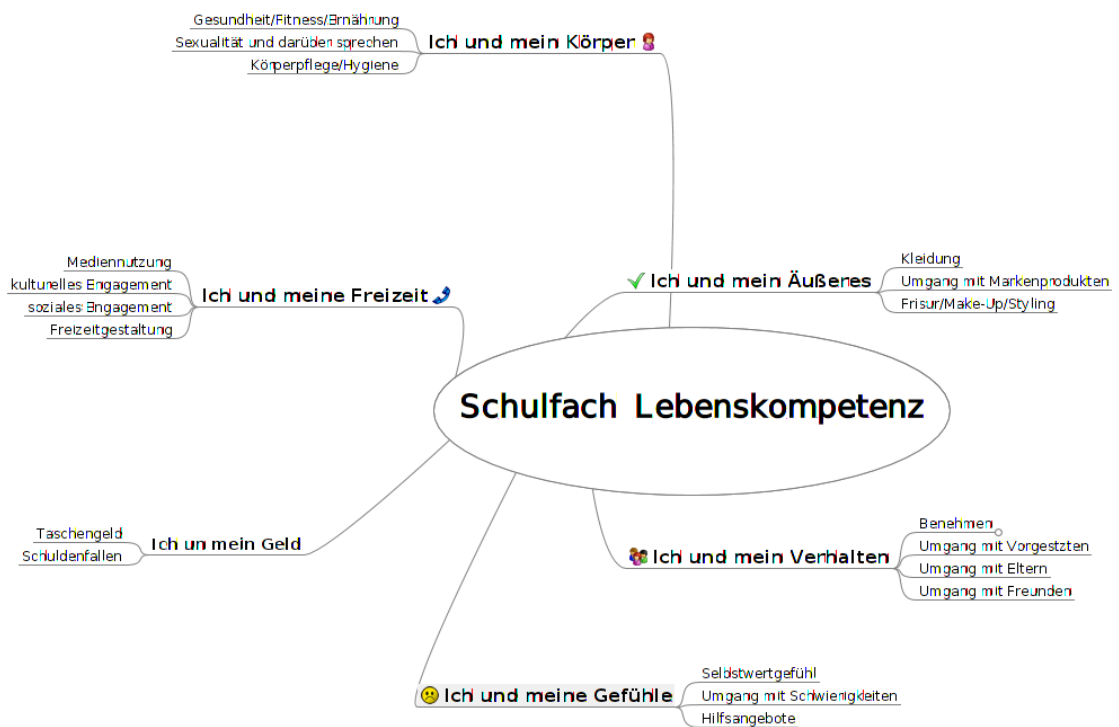 Gesundheit/Fitness/Ernährung
Sexualität und darüber sprechen
Körperpflege/Hygiene
Ich und mein Körper
Mediennutzung
kulturelles Engagement
soziales Engagement
Freizeitgestaltung
Ich und meine Freizeit
Ich und mein Äußeres
Kleidung
Umgang mit Markenprodukten
Frisur/Make-Up/Styling
Schulfach Lebenskompetenz
Taschengeld
Schuldenfallen
Ich un mein Geld
Ich und mein Verhalten
Benehmen
Umgang mit Vorgestzten
Umgang mit Eltern
Umgang mit Freunden
Ich und meine Gefühle
Selbstwertgefühl
Umgang mit Schwierigkeiten
Hilfsangebote